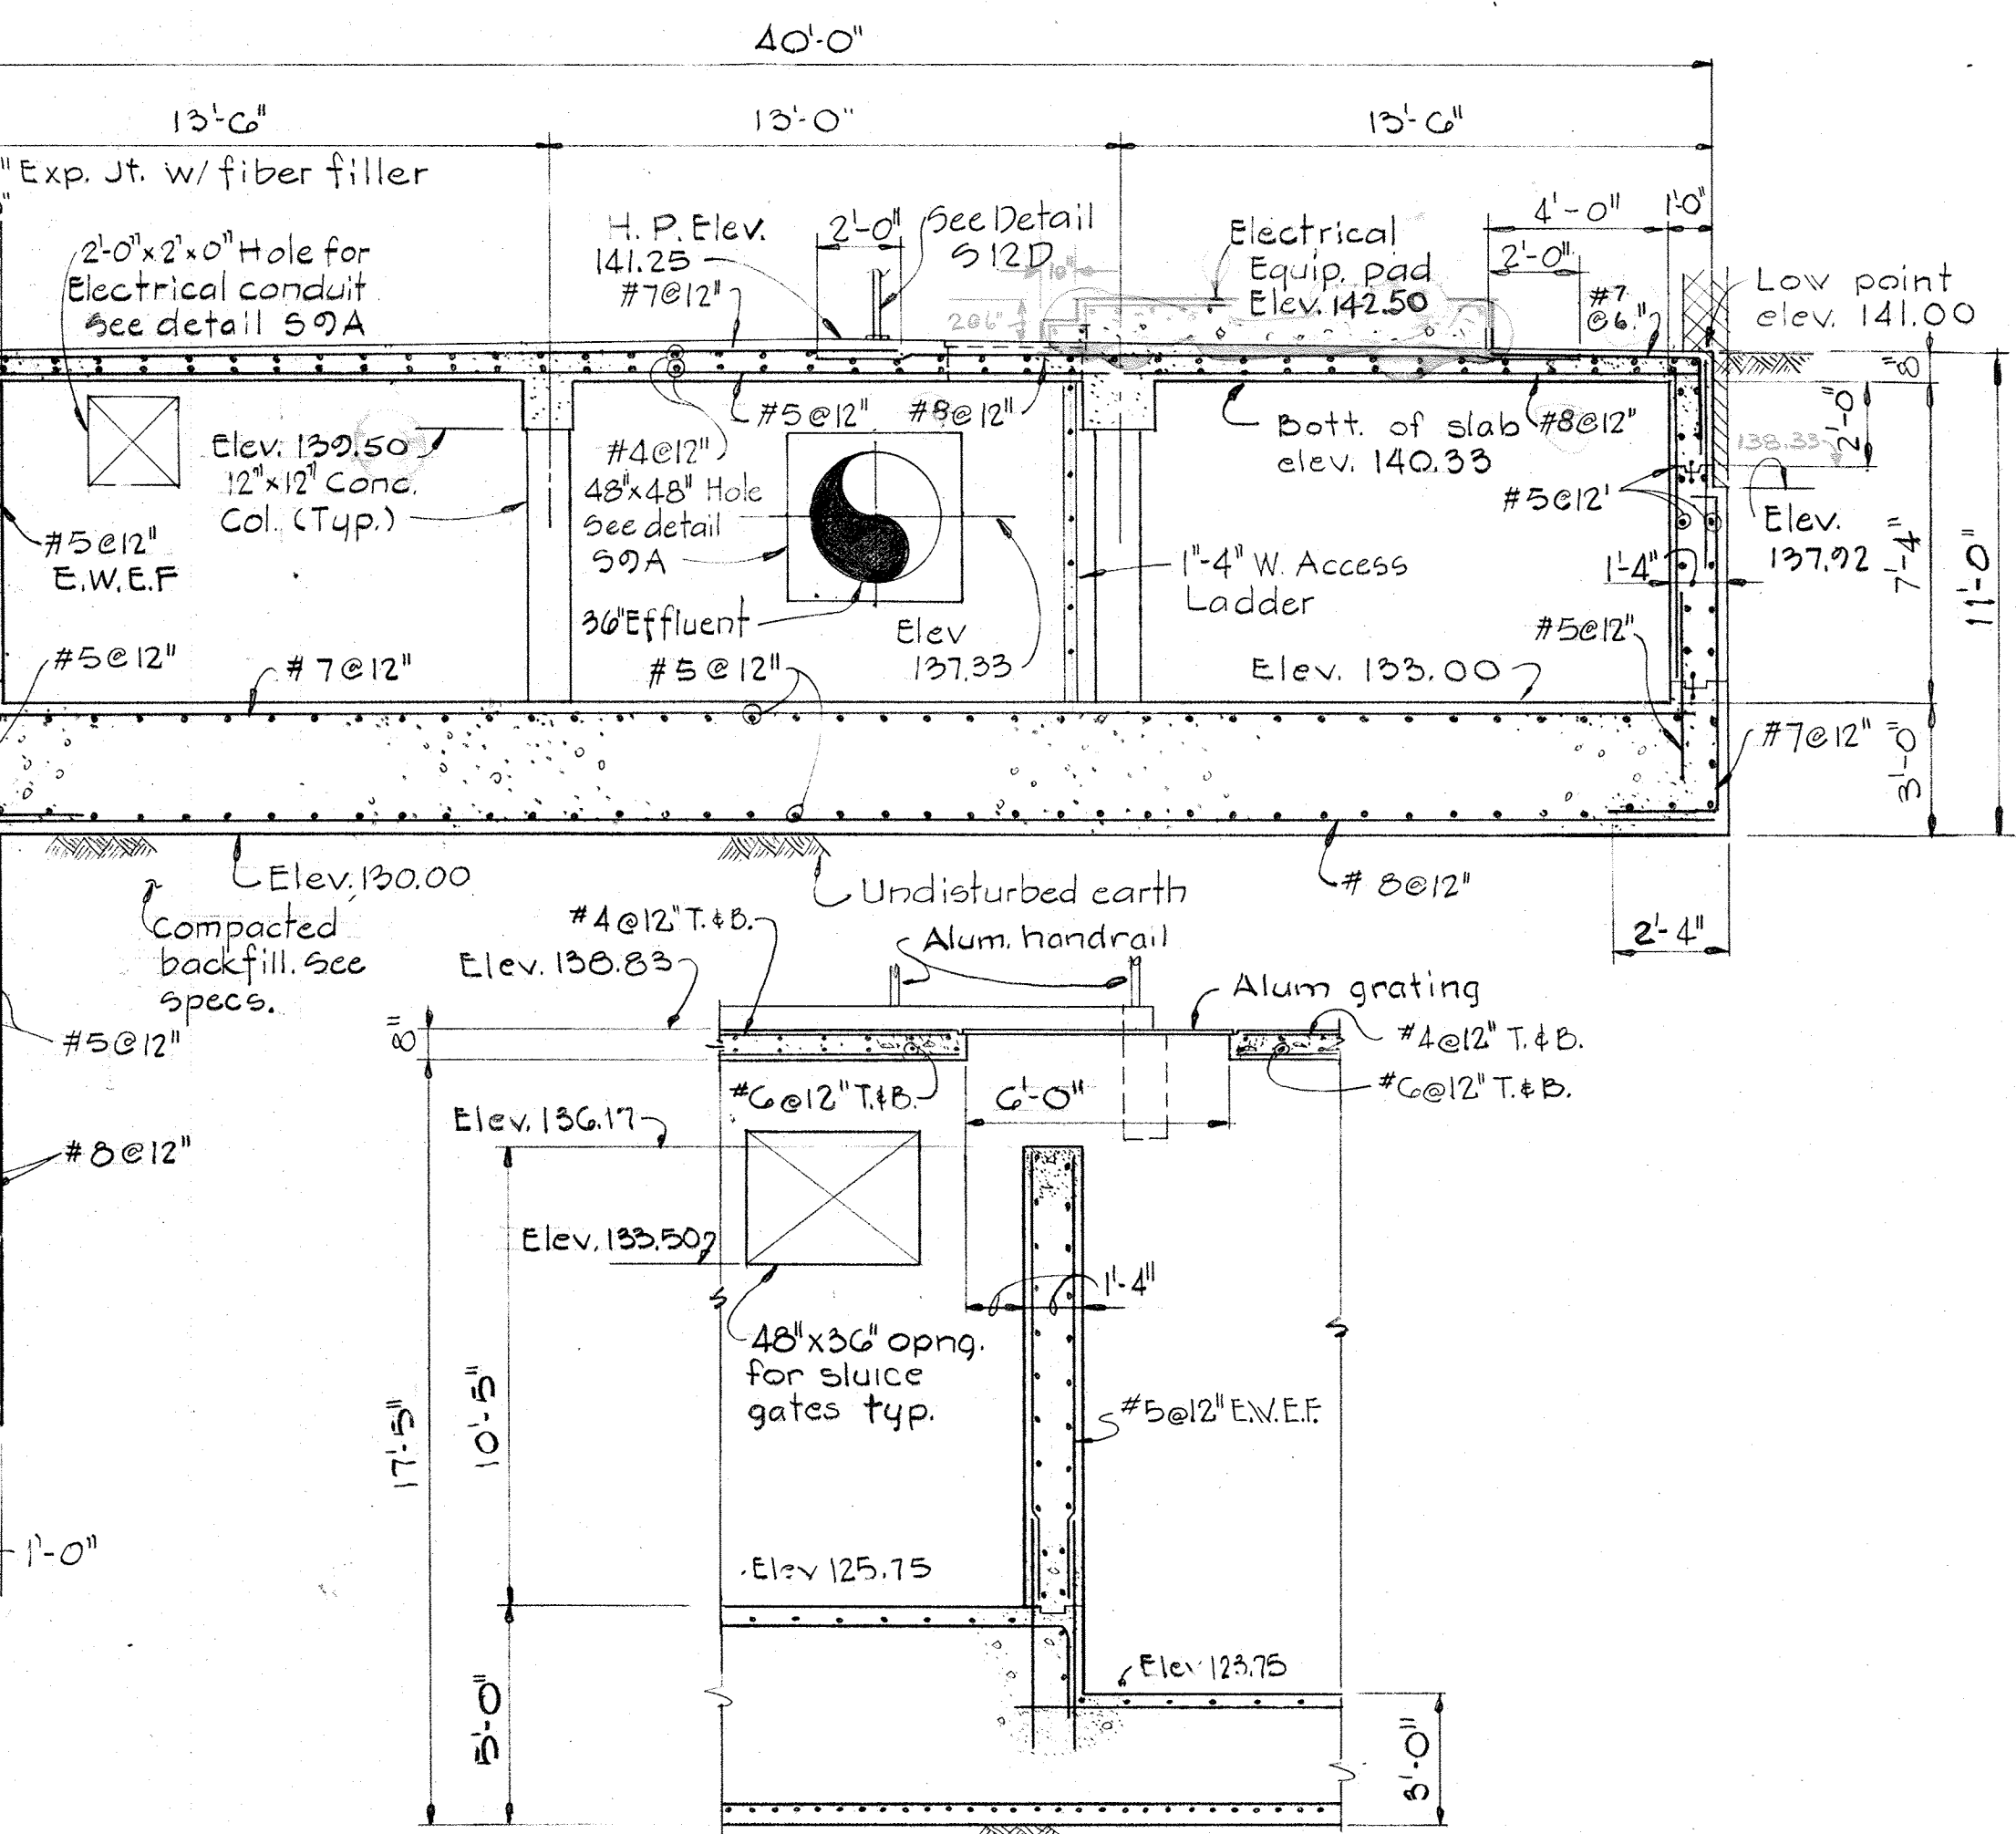 40'-0"
13'-6"
13'-0"
13'-6"
" Exp. Jt. w/ fiber filler
2'-0"x2'x0" Hole for
Electrical conduit
See detail S9A
H. P. Elev.
141.25
#7@12"
2'-0"
See Detail
S12D
10"
206"
Electrical
Equip. pad
Elev. 142.50
4'-0"
1'-0"
2'-0"
#7
@6"
Low point
elev. 141.00
8"
Elev. 139.50
12"x12" Conc.
Col. (Typ.)
#4@12"
48"x48" Hole
See detail
S9A
36" Effluent
#5@12"
#8@12"
Bott. of slab
elev. 140.33
#8@12"
138.33
2'-0"
#5@12'
Elev.
137.92
1'-4"
7'-4"
11'-0"
#5@12"
E.W.E.F
1"-4" W. Access
Ladder
Elev
137.33
#5@12"
#5@12"
#7@12"
#5@12"
Elev. 133.00
#7@12"
3'-0"
Elev. 130.00
Compacted
backfill. See
specs.
Undisturbed earth
#8@12"
2'-4"
#4@12" T.&B.
Elev. 138.83
Alum. handrail
Alum grating
8"
#5@12"
#4@12" T.&B.
#6@12" T.&B.
6'-0"
#6@12" T.&B.
Elev. 136.17
#8@12"
Elev. 133.50
1'-4"
48"x36" opng.
for sluice
gates typ.
17'-5"
10'-5"
#5@12" E.W.E.F.
1'-0"
Elev 125.75
Elev 123.75
5'-0"
3'-0"